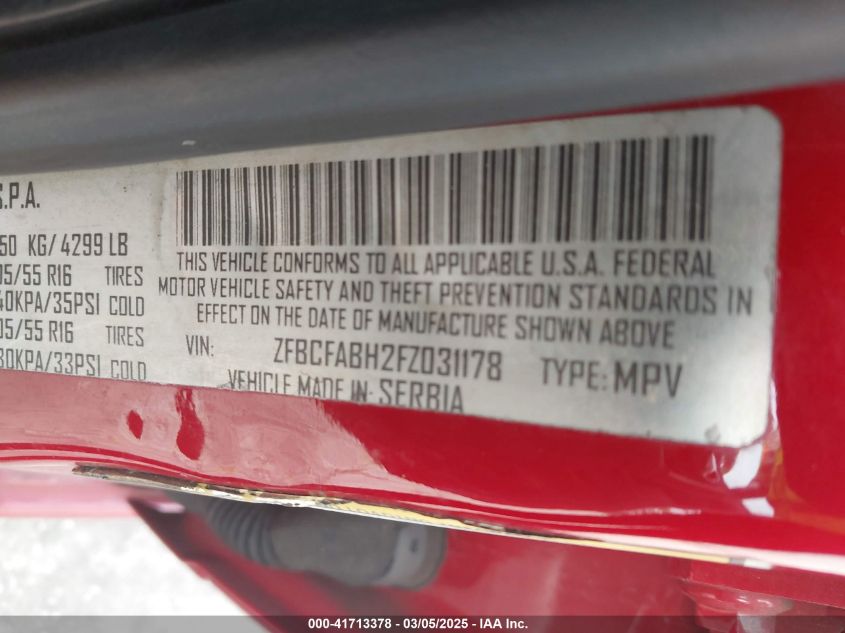 S.P.A.
50 KG/ 4299 LB
05/55 R16 TIRES
40KPA/35PSI COLD
05/55 R16 TIRES
30KPA/33PSI COLD
THIS VEHICLE CONFORMS TO ALL APPLICABLE U.S.A. FEDERAL
MOTOR VEHICLE SAFETY AND THEFT PREVENTION STANDARDS IN
EFFECT ON THE DATE OF MANUFACTURE SHOWN ABOVE
VIN: ZFBCFABH2FZ031178 TYPE: MPV
VEHICLE MADE IN: SERBIA
000-41713378 - 03/05/2025 - IAA Inc.